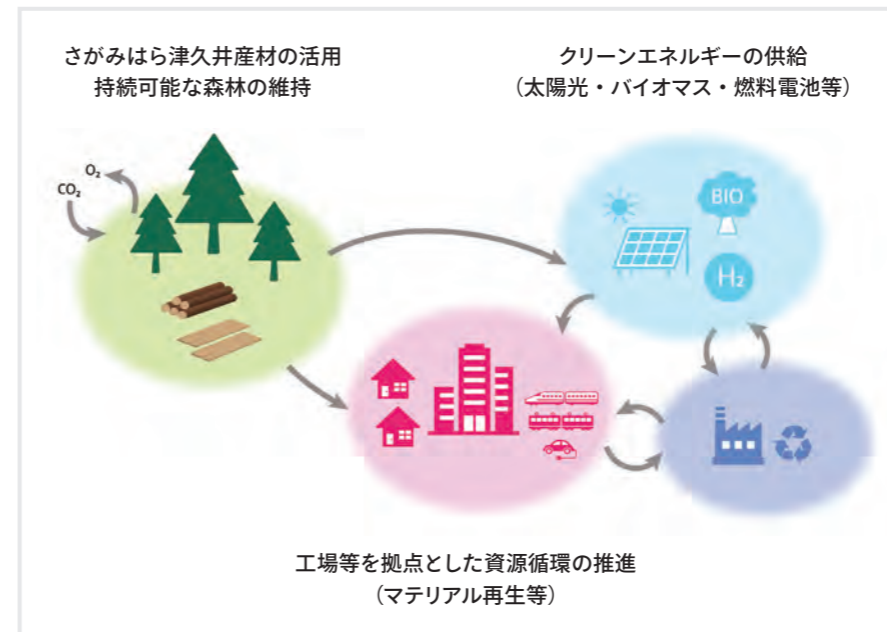 さがみはら津久井産材の活用
持続可能な森林の維持
クリーンエネルギーの供給
（太陽光・バイオマス・燃料電池等）
O₂
CO₂
BIO
H₂
工場等を拠点とした資源循環の推進
（マテリアル再生等）